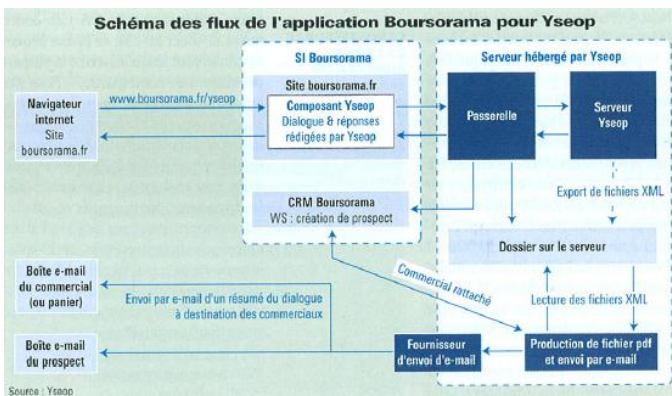 Schéma des flux de l'application Boursorama pour Yseop
SI Boursorama
Serveur hébergé par Yseop
Navigateur
internet
Site
boursorama.fr
www.boursorama.fr/yseop
Site boursorama.fr
Composant Yseop
Dialogue & réponses
rédigées par Yseop
Passerelle
Serveur
Yseop
CRM Boursorama
WS : création de prospect
Export de fichiers XML
Dossier sur le serveur
Boîte e-mail
du commercial
(ou panier)
Envoi par e-mail d'un résumé du dialogue
à destination des commerciaux
Commercial rattaché
Lecture des fichiers XML
Boîte e-mail
du prospect
Fournisseur
d'envoi d'e-mail
Production de fichier pdf
et envoi par e-mail
Source : Yseop